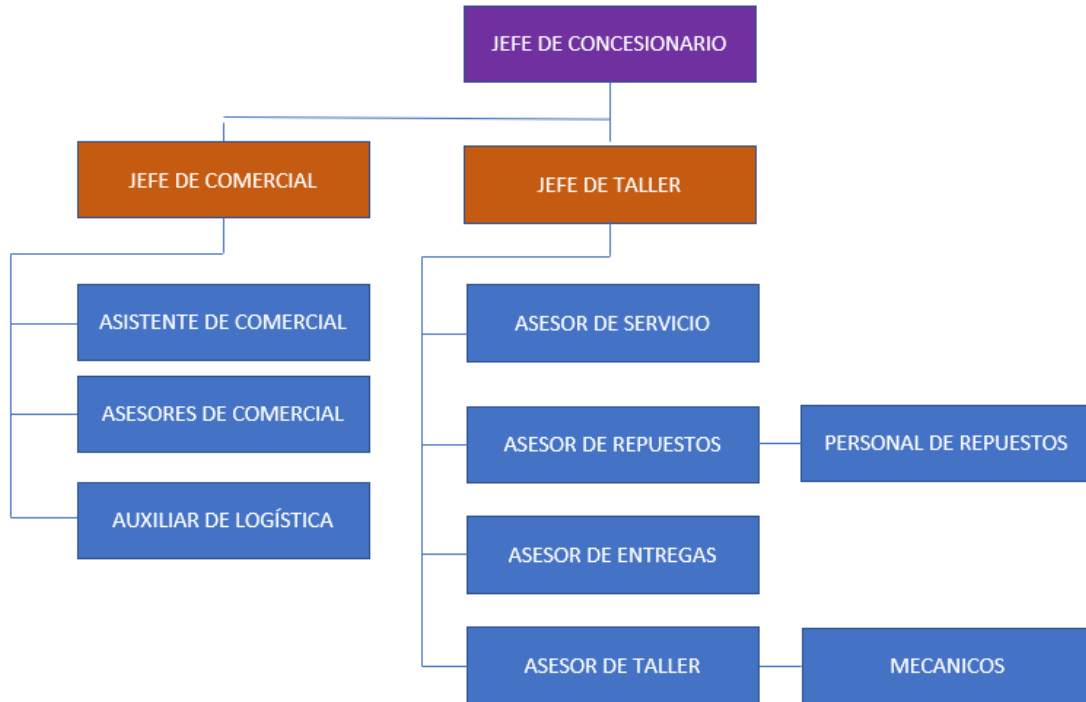 JEFE DE CONCESIONARIO
JEFE DE COMERCIAL
JEFE DE TALLER
ASISTENTE DE COMERCIAL
ASESORES DE COMERCIAL
AUXILIAR DE LOGÍSTICA
ASESOR DE SERVICIO
ASESOR DE REPUESTOS
PERSONAL DE REPUESTOS
ASESOR DE ENTREGAS
ASESOR DE TALLER
MECANICOS